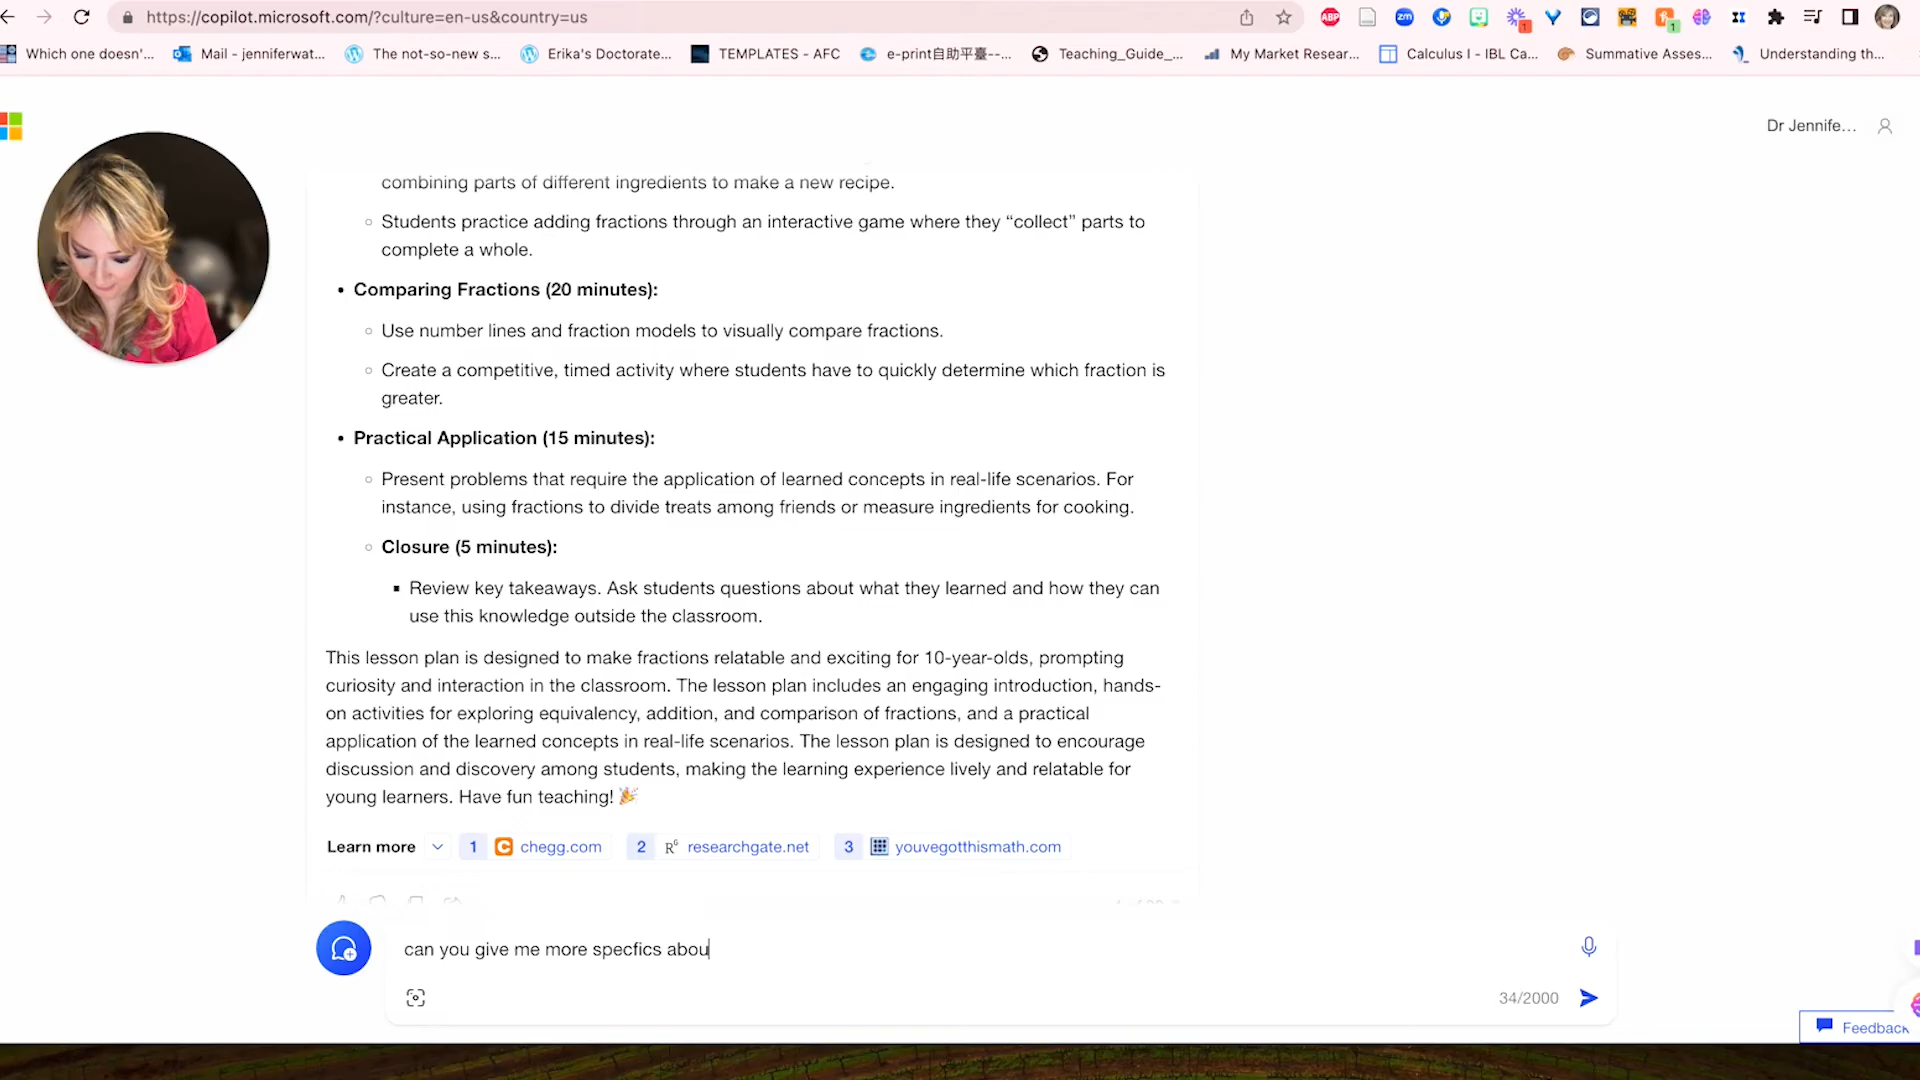 https://copilot.microsoft.com/?culture=en-us&country=us
Which one doesn'... Mail - jenniferwat... The not-so-new s... Erika's Doctorate... TEMPLATES - AFC e-print自助平臺--... Teaching_Guide_... My Market Resear... Calculus I - IBL Ca... Summative Asses... Understanding th...
Dr Jennife...
combining parts of different ingredients to make a new recipe.
Students practice adding fractions through an interactive game where they “collect” parts to
complete a whole.
Comparing Fractions (20 minutes):
Use number lines and fraction models to visually compare fractions.
Create a competitive, timed activity where students have to quickly determine which fraction is
greater.
Practical Application (15 minutes):
Present problems that require the application of learned concepts in real-life scenarios. For
instance, using fractions to divide treats among friends or measure ingredients for cooking.
Closure (5 minutes):
Review key takeaways. Ask students questions about what they learned and how they can
use this knowledge outside the classroom.
This lesson plan is designed to make fractions relatable and exciting for 10-year-olds, prompting
curiosity and interaction in the classroom. The lesson plan includes an engaging introduction, hands-
on activities for exploring equivalency, addition, and comparison of fractions, and a practical
application of the learned concepts in real-life scenarios. The lesson plan is designed to encourage
discussion and discovery among students, making the learning experience lively and relatable for
young learners. Have fun teaching! 🎉
Learn more 1 chegg.com 2 researchgate.net 3 youvegotthismath.com
can you give me more specfics abou
34/2000
Feedback